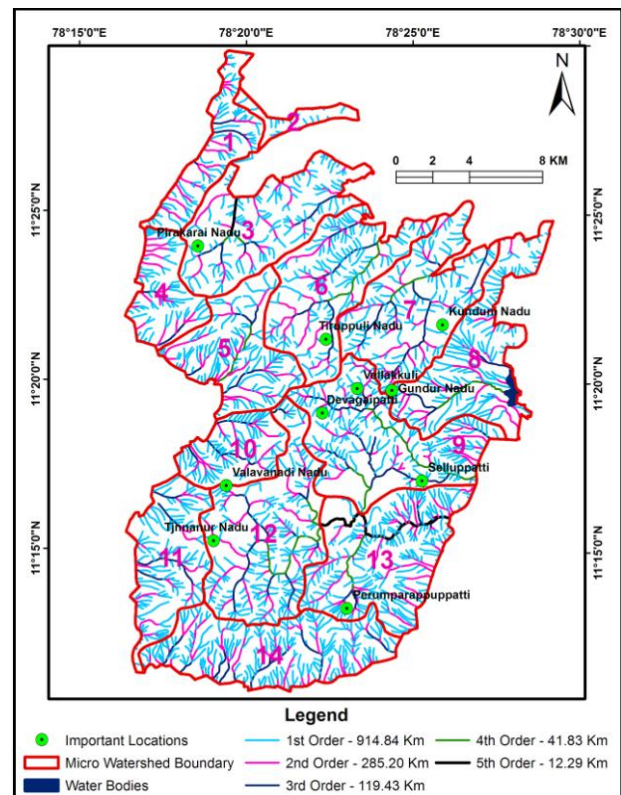 78°15'0"E 78°20'0"E 78°25'0"E 78°30'0"E
N
0 2 4 8 KM
11°25'0"N 11°25'0"N
11°20'0"N 11°20'0"N
11°15'0"N 11°15'0"N
1
2
3
Pirakarai Nadu
4
5
6
Tiruppuli Nadu
7
Kundum Nadu
8
Vallakkuli
Gundur Nadu
Devagaipatti
9
Selluppatti
10
Valavanadi Nadu
11
Tinnanur Nadu
12
13
Perumparappuppatti
14
Legend
Important Locations 1st Order - 914.84 Km 4th Order - 41.83 Km
Micro Watershed Boundary 2nd Order - 285.20 Km 5th Order - 12.29 Km
Water Bodies 3rd Order - 119.43 Km